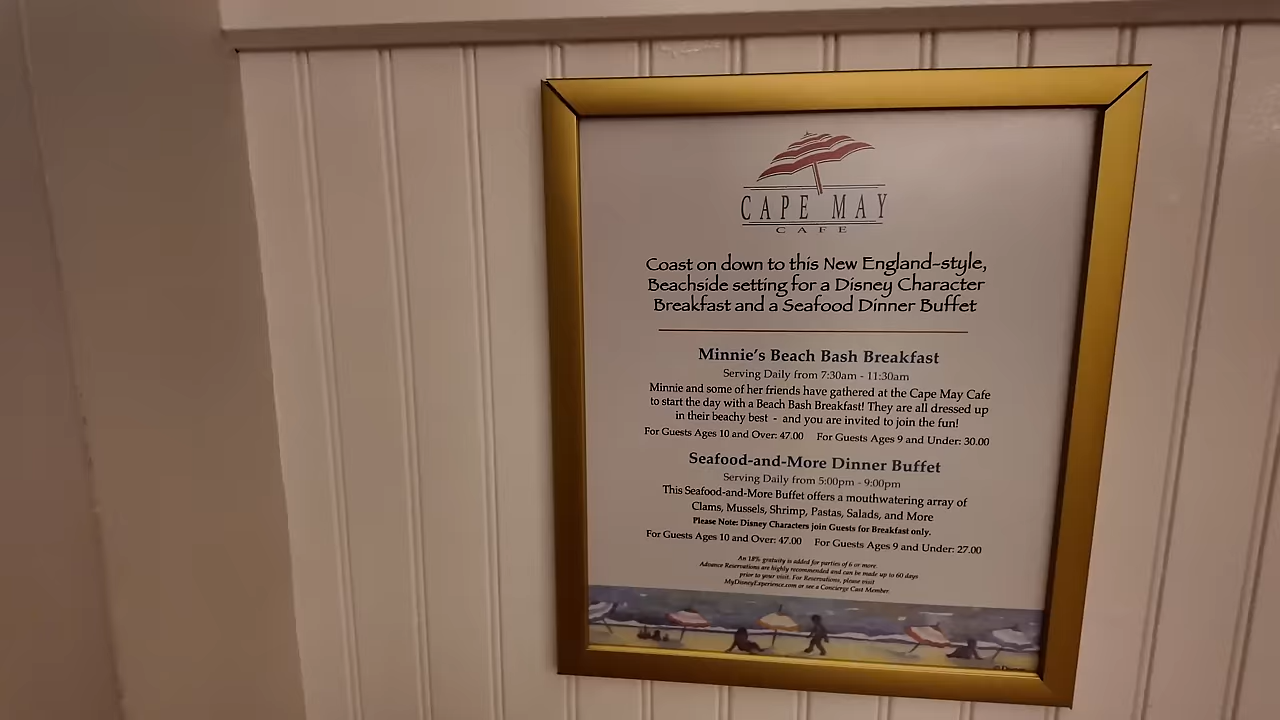 CAPE MAY
CAFE
Coast on down to this New England-style,
Beachside setting for a Disney Character
Breakfast and a Seafood Dinner Buffet
Minnie's Beach Bash Breakfast
Serving Daily from 7:30am - 11:30am
Minnie and some of her friends have gathered at the Cape May Cafe
to start the day with a Beach Bash Breakfast! They are all dressed up
in their beachy best - and you are invited to join the fun!
For Guests Ages 10 and Over: 47.00 For Guests Ages 9 and Under: 30.00
Seafood-and-More Dinner Buffet
Serving Daily from 5:00pm - 9:00pm
This Seafood-and-More Buffet offers a mouthwatering array of
Clams, Mussels, Shrimp, Pastas, Salads, and More
Please Note: Disney Characters join Guests for Breakfast only.
For Guests Ages 10 and Over: 47.00 For Guests Ages 9 and Under: 27.00
An 18% gratuity is added for parties of 6 or more.
Advance Reservations are highly recommended and can be made up to 60 days
prior to your visit. For Reservations, please visit
MyDisneyExperience.com or see a Concierge Cast Member.
© Disney